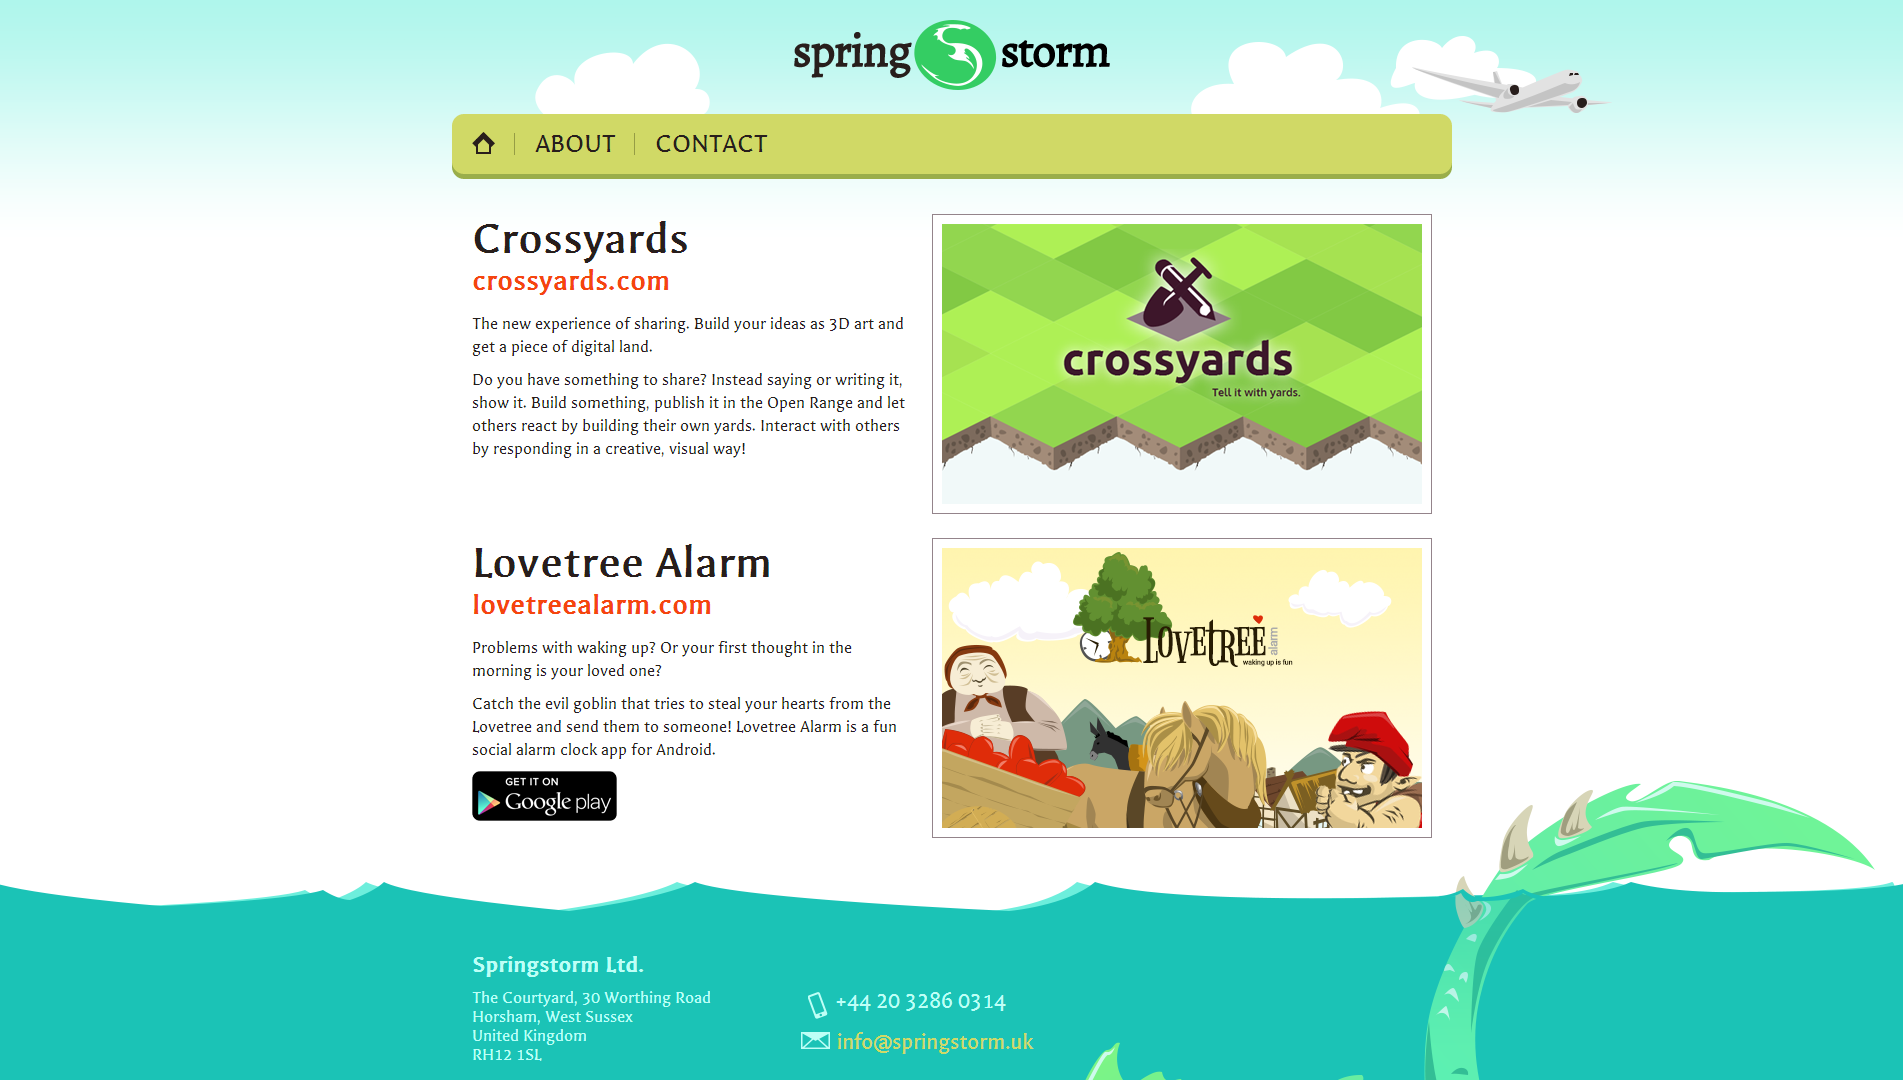 spring storm
ABOUT CONTACT
Crossyards
crossyards.com
The new experience of sharing. Build your ideas as 3D art and
get a piece of digital land.
Do you have something to share? Instead saying or writing it,
show it. Build something, publish it in the Open Range and let
others react by building their own yards. Interact with others
by responding in a creative, visual way!
crossyards
Tell it with yards.
Lovetree Alarm
lovetreealarm.com
Problems with waking up? Or your first thought in the
morning is your loved one?
Catch the evil goblin that tries to steal your hearts from the
Lovetree and send them to someone! Lovetree Alarm is a fun
social alarm clock app for Android.
GET IT ON
Google play
LOVETREE alarm
waking up is fun
Springstorm Ltd.
The Courtyard, 30 Worthing Road
Horsham, West Sussex
United Kingdom
RH12 1SL
+44 20 3286 0314
info@springstorm.uk